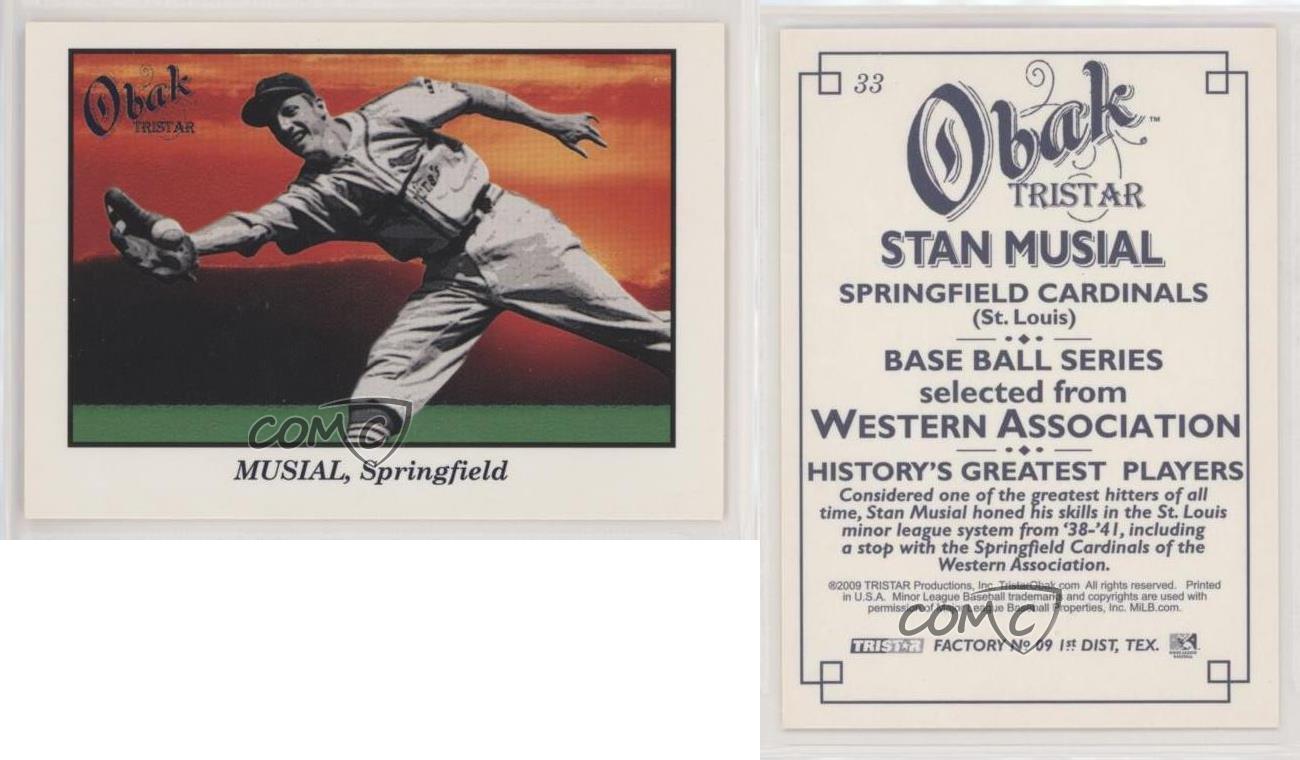 Obak
TRISTAR
MUSIAL, Springfield
COMC
33
Obak™
TRISTAR
STAN MUSIAL
SPRINGFIELD CARDINALS
(St. Louis)
BASE BALL SERIES
selected from
WESTERN ASSOCIATION
HISTORY'S GREATEST PLAYERS
Considered one of the greatest hitters of all
time, Stan Musial honed his skills in the St. Louis
minor league system from '38-'41, including
a stop with the Springfield Cardinals of the
Western Association.
®2009 TRISTAR Productions, Inc. TristarObak.com All rights reserved. Printed
in U.S.A. Minor League Baseball trademarks and copyrights are used with
permission of Major League Baseball Properties, Inc. MiLB.com.
COMC
TRISTAR FACTORY Nº 09 1st DIST, TEX.